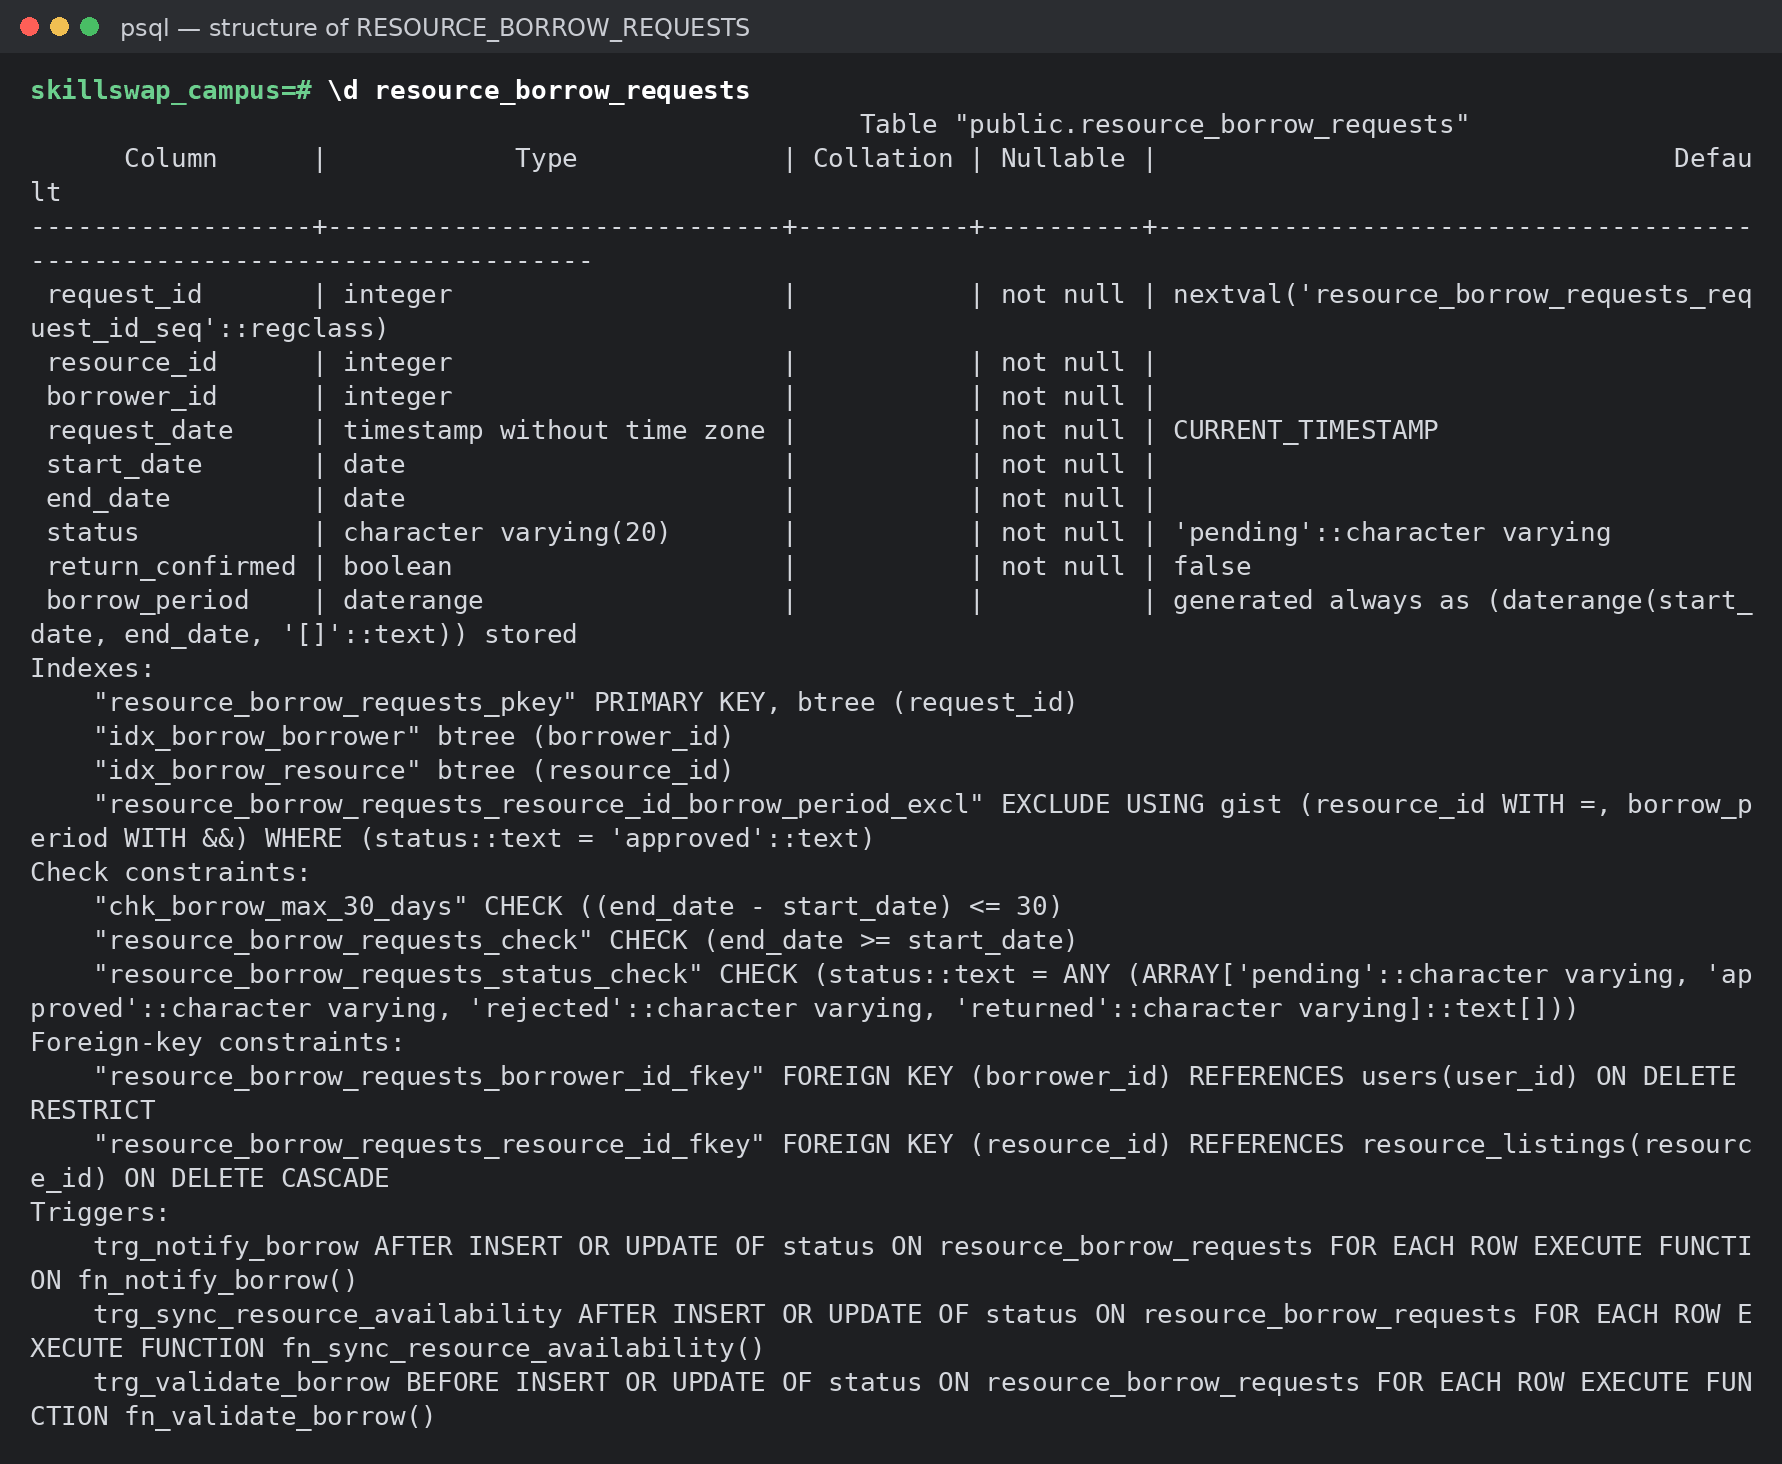 psql — structure of RESOURCE_BORROW_REQUESTS
skillswap_campus=# \d resource_borrow_requests
                                                     Table "public.resource_borrow_requests"
      Column      |            Type             | Collation | Nullable |                                 Defau
lt
------------------+-----------------------------+-----------+----------+--------------------------------------
------------------------------------
 request_id       | integer                     |           | not null | nextval('resource_borrow_requests_req
uest_id_seq'::regclass)
 resource_id      | integer                     |           | not null |
 borrower_id      | integer                     |           | not null |
 request_date     | timestamp without time zone |           | not null | CURRENT_TIMESTAMP
 start_date       | date                        |           | not null |
 end_date         | date                        |           | not null |
 status           | character varying(20)       |           | not null | 'pending'::character varying
 return_confirmed | boolean                     |           | not null | false
 borrow_period    | daterange                   |           |          | generated always as (daterange(start_
date, end_date, '[]'::text)) stored
Indexes:
    "resource_borrow_requests_pkey" PRIMARY KEY, btree (request_id)
    "idx_borrow_borrower" btree (borrower_id)
    "idx_borrow_resource" btree (resource_id)
    "resource_borrow_requests_resource_id_borrow_period_excl" EXCLUDE USING gist (resource_id WITH =, borrow_p
eriod WITH &&) WHERE (status::text = 'approved'::text)
Check constraints:
    "chk_borrow_max_30_days" CHECK ((end_date - start_date) <= 30)
    "resource_borrow_requests_check" CHECK (end_date >= start_date)
    "resource_borrow_requests_status_check" CHECK (status::text = ANY (ARRAY['pending'::character varying, 'ap
proved'::character varying, 'rejected'::character varying, 'returned'::character varying]::text[]))
Foreign-key constraints:
    "resource_borrow_requests_borrower_id_fkey" FOREIGN KEY (borrower_id) REFERENCES users(user_id) ON DELETE
RESTRICT
    "resource_borrow_requests_resource_id_fkey" FOREIGN KEY (resource_id) REFERENCES resource_listings(resourc
e_id) ON DELETE CASCADE
Triggers:
    trg_notify_borrow AFTER INSERT OR UPDATE OF status ON resource_borrow_requests FOR EACH ROW EXECUTE FUNCTI
ON fn_notify_borrow()
    trg_sync_resource_availability AFTER INSERT OR UPDATE OF status ON resource_borrow_requests FOR EACH ROW E
XECUTE FUNCTION fn_sync_resource_availability()
    trg_validate_borrow BEFORE INSERT OR UPDATE OF status ON resource_borrow_requests FOR EACH ROW EXECUTE FUN
CTION fn_validate_borrow()